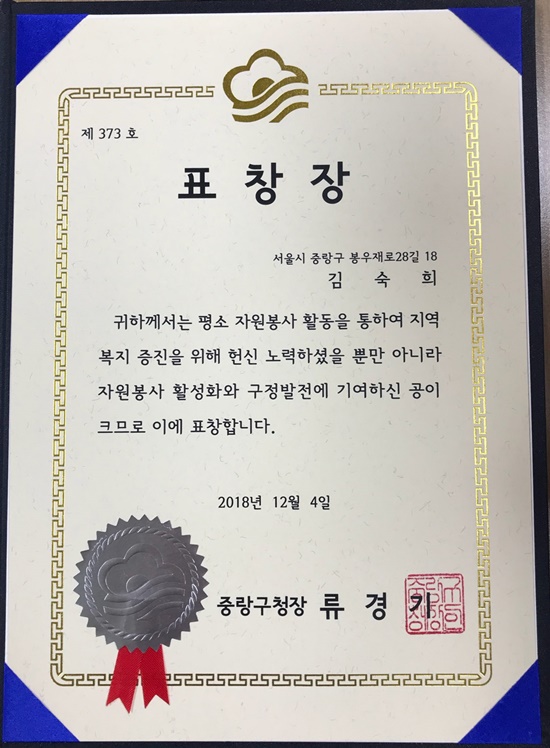 제 373 호
표 창 장
서울시 중랑구 봉우재로28길 18
김 숙 희
귀하께서는 평소 자원봉사 활동을 통하여 지역
복지 증진을 위해 헌신 노력하셨을 뿐만 아니라
자원봉사 활성화와 구정발전에 기여하신 공이
크므로 이에 표창합니다.
2018년 12월 4일
중랑구청장 류 경 기